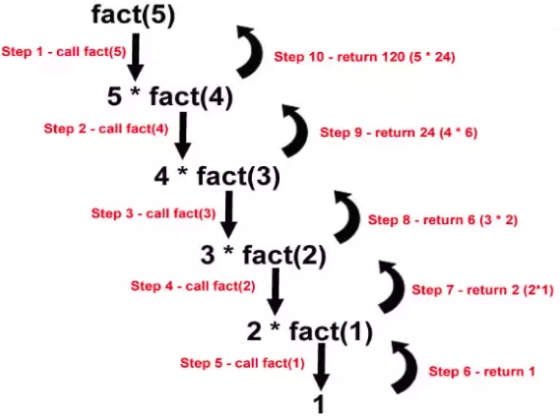 fact(5)
Step 1 - call fact(5)
Step 10 - return 120 (5 * 24)
5 * fact(4)
Step 2 - call fact(4)
Step 9 - return 24 (4 * 6)
4 * fact(3)
Step 3 - call fact(3)
Step 8 - return 6 (3 * 2)
3 * fact(2)
Step 4 - call fact(2)
Step 7 - return 2 (2*1)
2 * fact(1)
Step 5 - call fact(1)
Step 6 - return 1
1